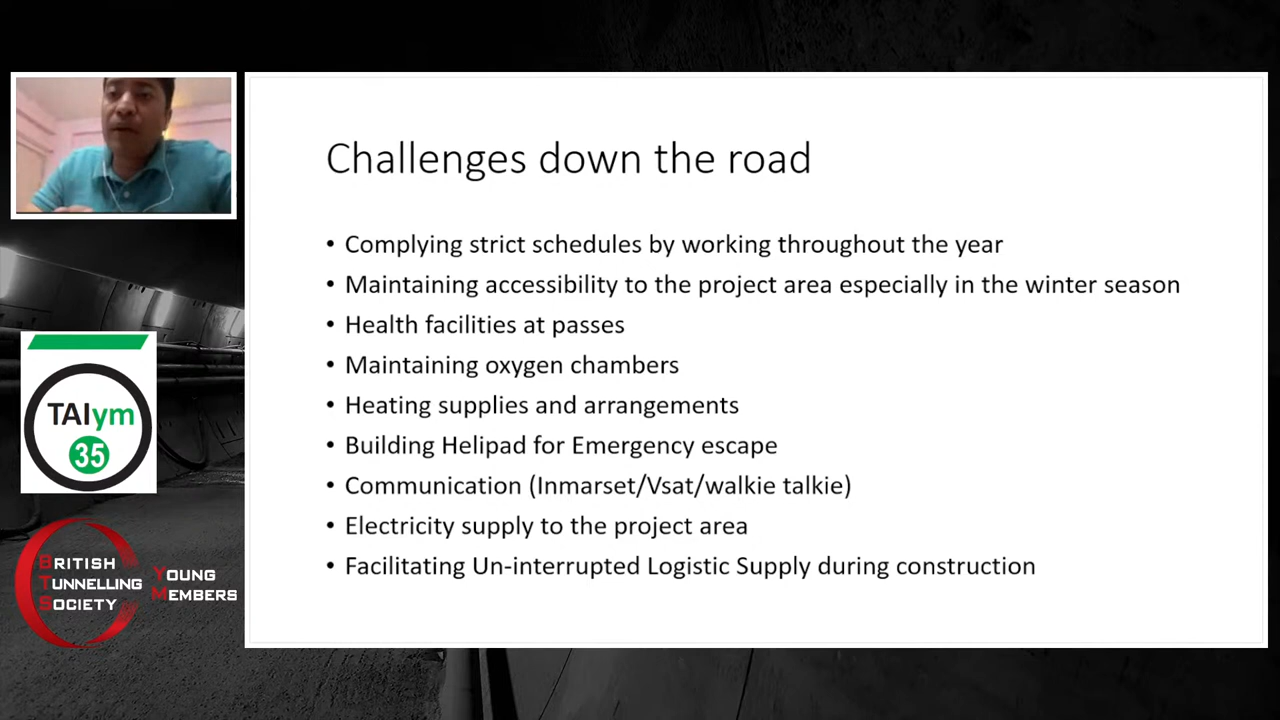 Challenges down the road
• Complying strict schedules by working throughout the year
• Maintaining accessibility to the project area especially in the winter season
• Health facilities at passes
• Maintaining oxygen chambers
• Heating supplies and arrangements
• Building Helipad for Emergency escape
• Communication (Inmarset/Vsat/walkie talkie)
• Electricity supply to the project area
• Facilitating Un-interrupted Logistic Supply during construction
TAIym
35
BRITISH
TUNNELLING
SOCIETY
YOUNG
MEMBERS